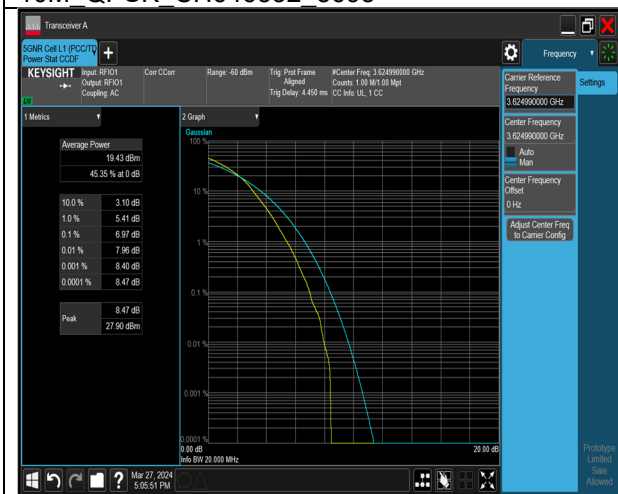 Transceiver A
5GNR Cell L1 (PCC/TD
Power Stat CCDF
Frequency
KEYSIGHT
Input: RFIO1
Output: RFIO1
Coupling: AC
Corr CCorr
Range: -60 dBm
Trig: Prot Frame
Aligned
Trig Delay: 4.450 ms
#Center Freq: 3.624990000 GHz
Counts: 1.00 M/1.00 Mpt
CC Info: UL, 1 CC
Carrier Reference
Frequency
3.624990000 GHz
Settings
Center Frequency
3.624990000 GHz
Auto
Man
Center Frequency
Offset
0 Hz
Adjust Center Freq
to Carrier Config
1 Metrics
Average Power
19.43 dBm
45.35 % at 0 dB
10.0 % 3.10 dB
1.0 % 5.41 dB
0.1 % 6.97 dB
0.01 % 7.96 dB
0.001 % 8.40 dB
0.0001 % 8.47 dB
Peak
8.47 dB
27.90 dBm
2 Graph
Gaussian
100 %
10 %
1 %
0.1 %
0.01 %
0.001 %
0.0001 %
0.00 dB
20.00 dB
Info BW 20.000 MHz
Mar 27, 2024
5:05:51 PM
Prototype
Limited
Sale
Allowed